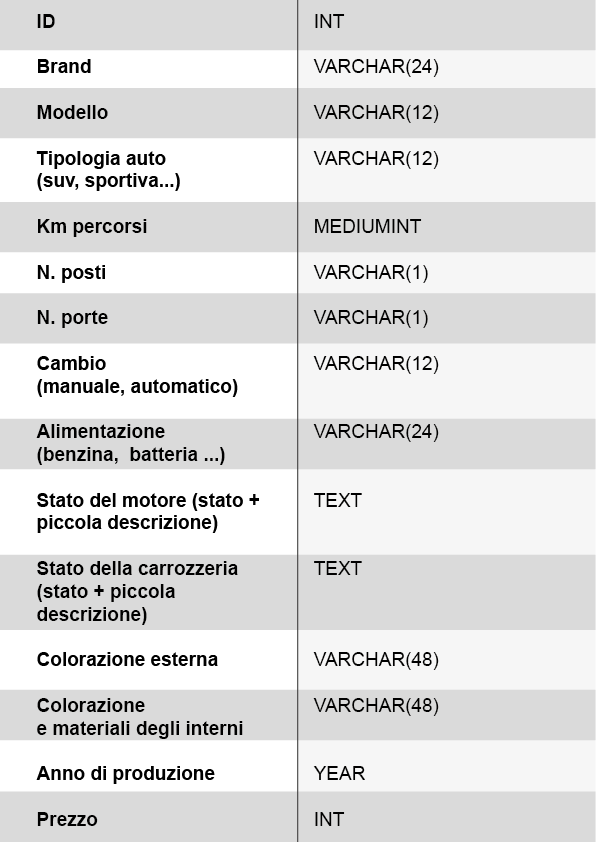 ID INT
Brand VARCHAR(24)
Modello VARCHAR(12)
Tipologia auto VARCHAR(12)
(suv, sportiva...)
Km percorsi MEDIUMINT
N. posti VARCHAR(1)
N. porte VARCHAR(1)
Cambio VARCHAR(12)
(manuale, automatico)
Alimentazione VARCHAR(24)
(benzina, batteria ...)
Stato del motore (stato + TEXT
piccola descrizione)
Stato della carrozzeria TEXT
(stato + piccola
descrizione)
Colorazione esterna VARCHAR(48)
Colorazione VARCHAR(48)
e materiali degli interni
Anno di produzione YEAR
Prezzo INT